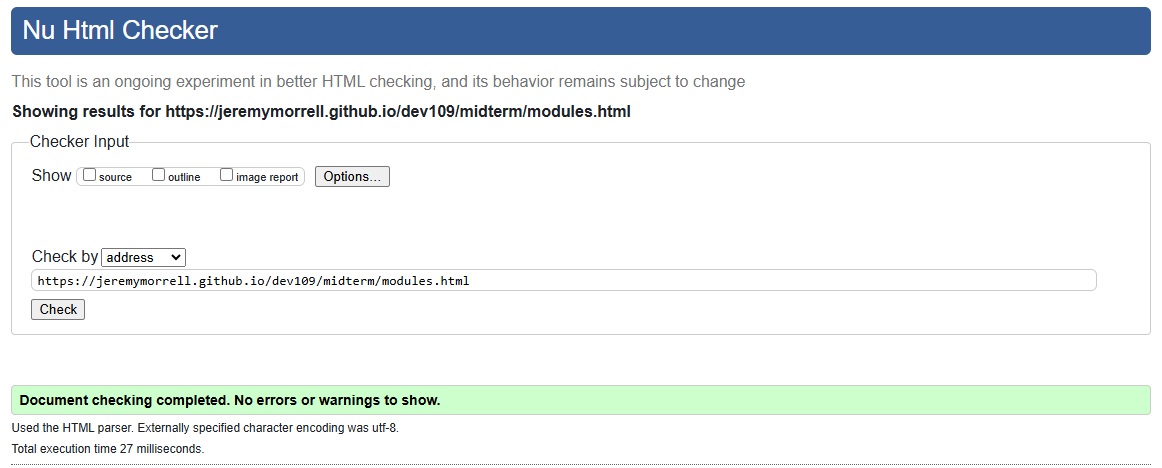 Nu Html Checker
This tool is an ongoing experiment in better HTML checking, and its behavior remains subject to change
Showing results for https://jeremymorrell.github.io/dev109/midterm/modules.html
Checker Input
Show source outline image report Options...
Check by address
https://jeremymorrell.github.io/dev109/midterm/modules.html
Check
Document checking completed. No errors or warnings to show.
Used the HTML parser. Externally specified character encoding was utf-8.
Total execution time 27 milliseconds.